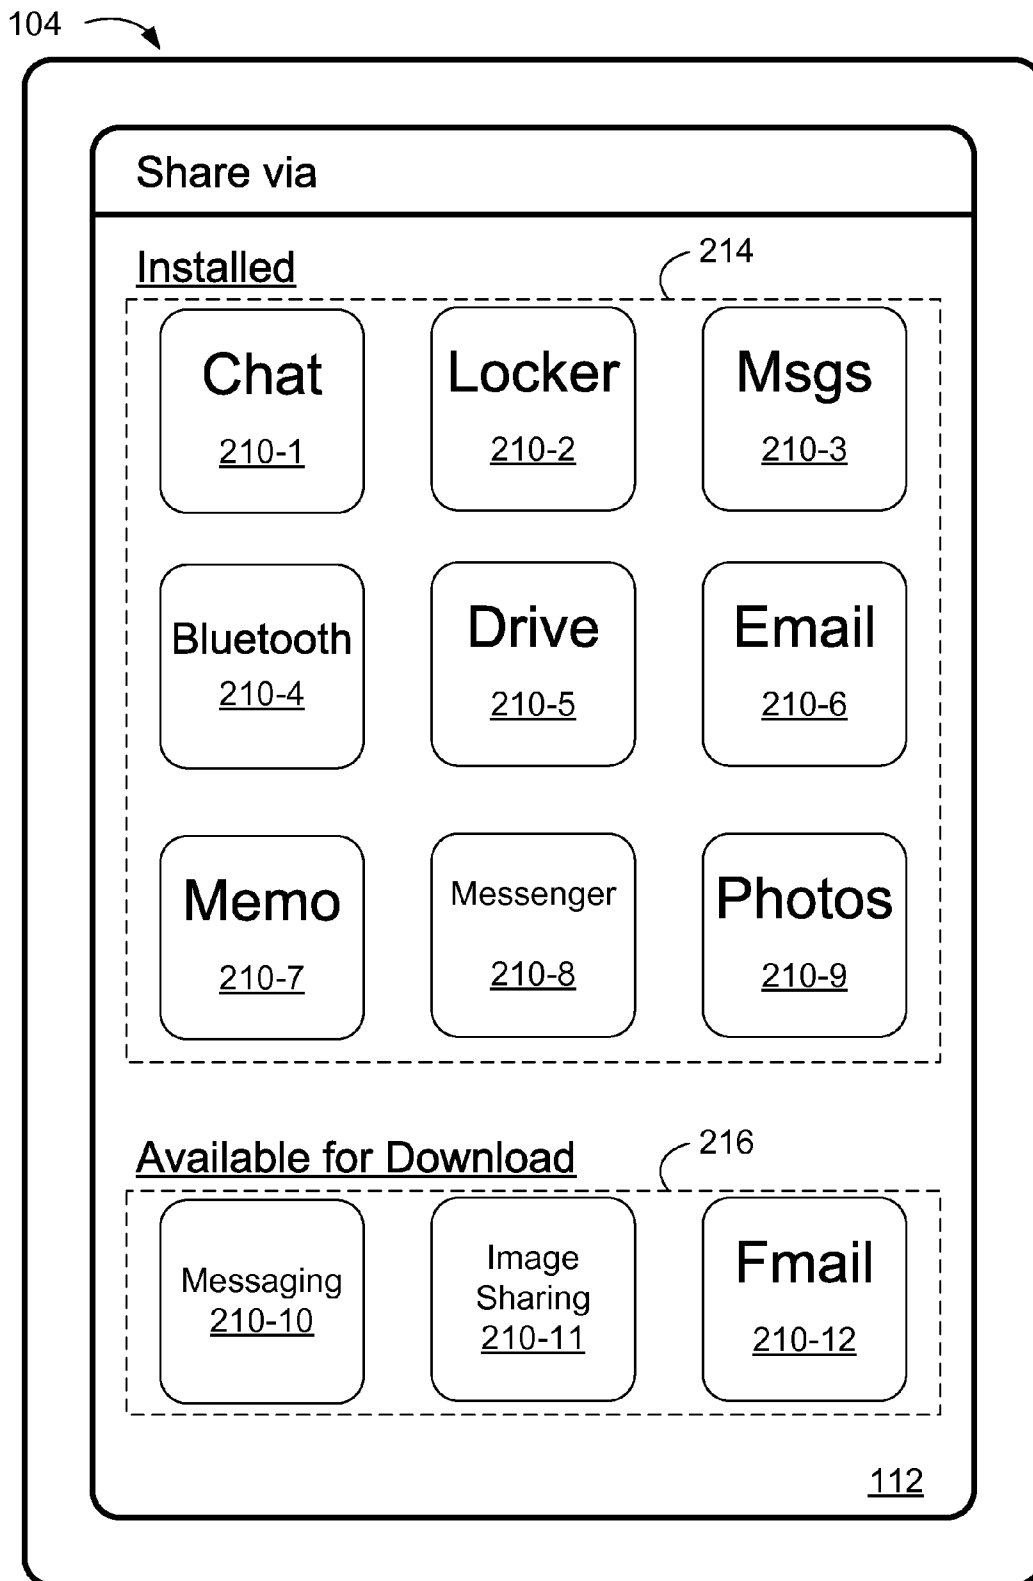 104
Share via
Installed
214
Chat
210-1
Locker
210-2
Msgs
210-3
Bluetooth
210-4
Drive
210-5
Email
210-6
Memo
210-7
Messenger
210-8
Photos
210-9
Available for Download
216
Messaging
210-10
Image
Sharing
210-11
Fmail
210-12
112